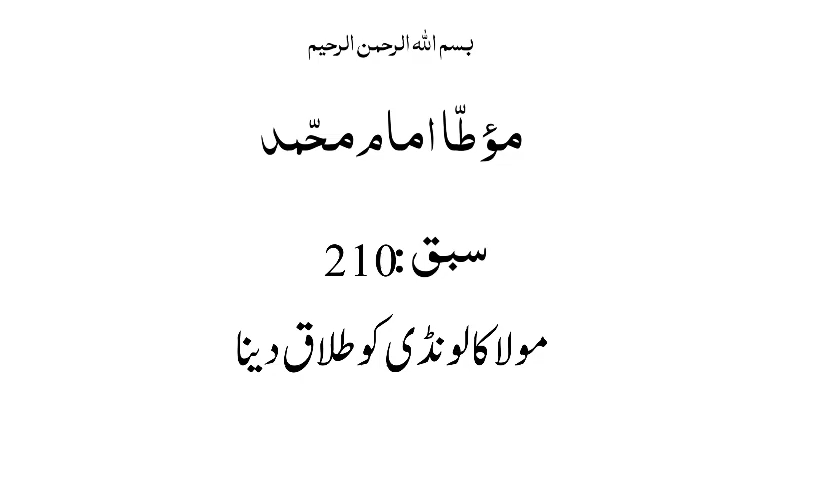 بسم اللہ الرحمن الرحیم
مؤطّا امام محمّد
سبق:210
مولا کا لونڈی کو طلاق دینا